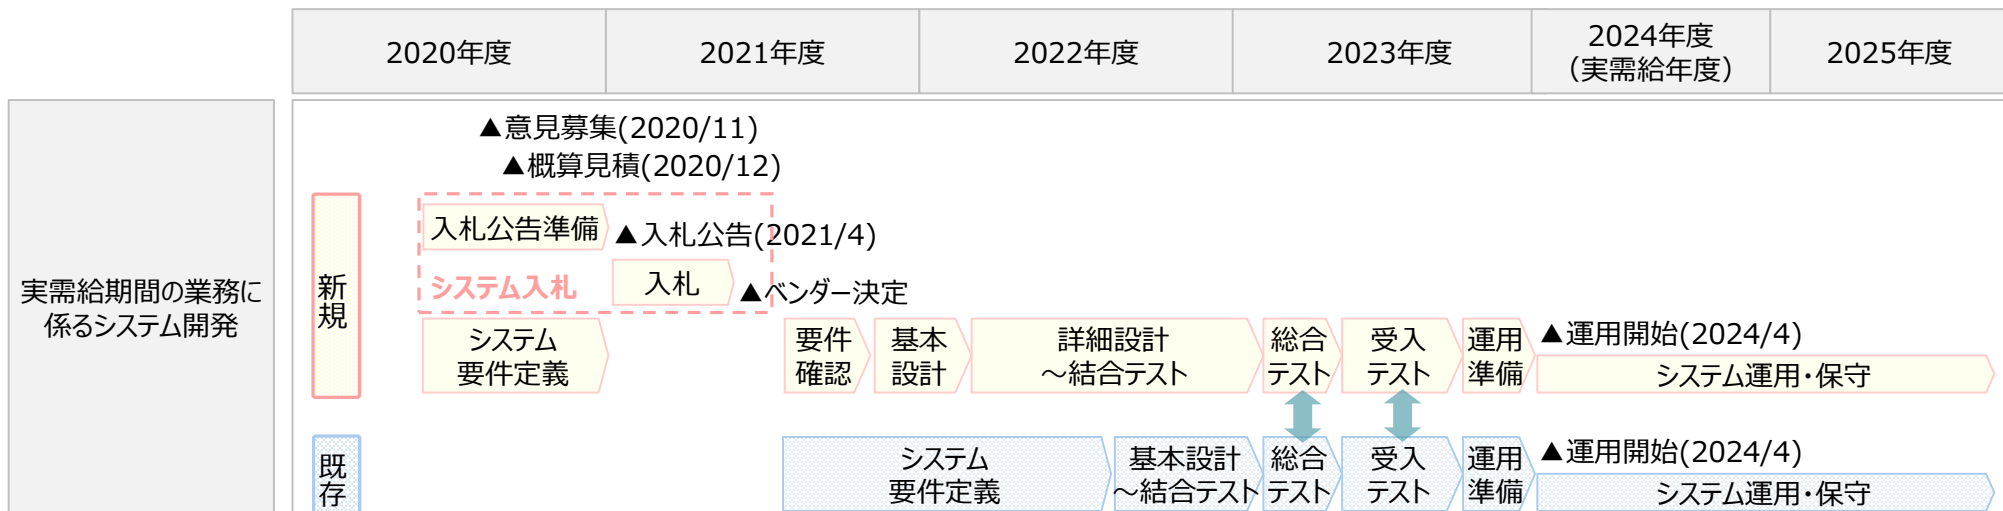 2020年度
2021年度
2022年度
2023年度
2024年度
(実需給年度)
2025年度
実需給期間の業務に
係るシステム開発
新規
▲意見募集(2020/11)
▲概算見積(2020/12)
入札公告準備
▲入札公告(2021/4)
システム入札
入札
▲ベンダー決定
システム
要件定義
要件
確認
基本
設計
詳細設計
～結合テスト
総合
テスト
受入
テスト
運用
準備
▲運用開始(2024/4)
システム運用・保守
既存
システム
要件定義
基本設計
～結合テスト
総合
テスト
受入
テスト
運用
準備
▲運用開始(2024/4)
システム運用・保守